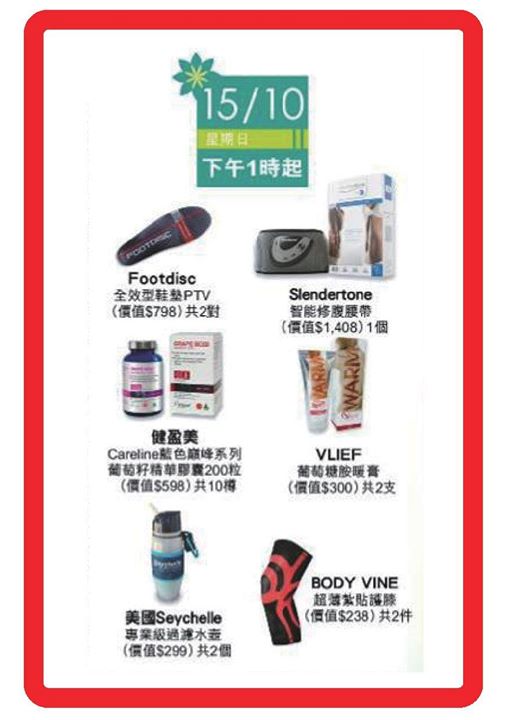 15/10
星期日
下午1時起
FOOTDISC
Footdisc
全效型鞋墊PTV
(價值$798)共2對
Slendertone
智能修腹腰帶
(價值$1,408)1個
GRAPE SEED
健盈美
Careline藍色巔峰系列
葡萄籽精華膠囊200粒
(價值$598)共10樽
WARM
WARM
VLIEF
葡萄糖胺暖膏
(價值$300)共2支
美國Seychelle
專業級過濾水壺
(價值$299)共2個
BODY VINE
超薄紮貼護膝
(價值$238)共2件